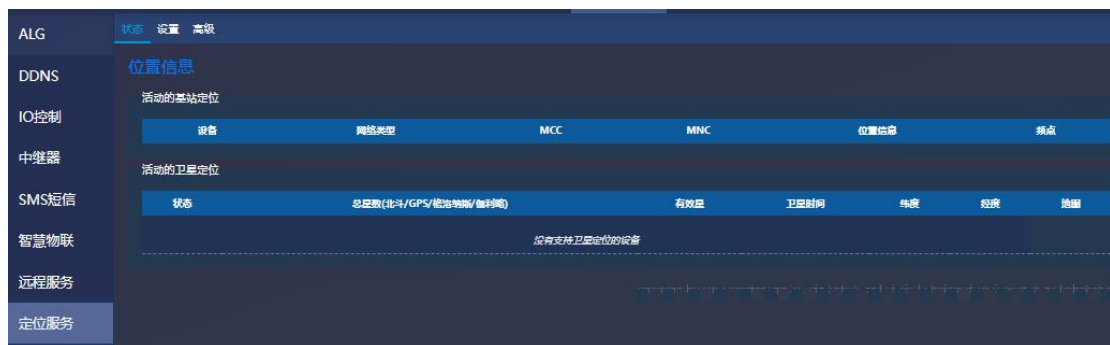 ALG
DDNS
IO控制
中继器
SMS短信
智慧物联
远程服务
定位服务
状态 设置 高级
位置信息
活动的基站定位
设备 网络类型 MCC MNC 位置信息 频点
活动的卫星定位
状态 总星数(北斗/GPS/格洛纳斯/伽利略) 有效星 卫星时间 纬度 经度 地图
没有支持卫星定位的设备